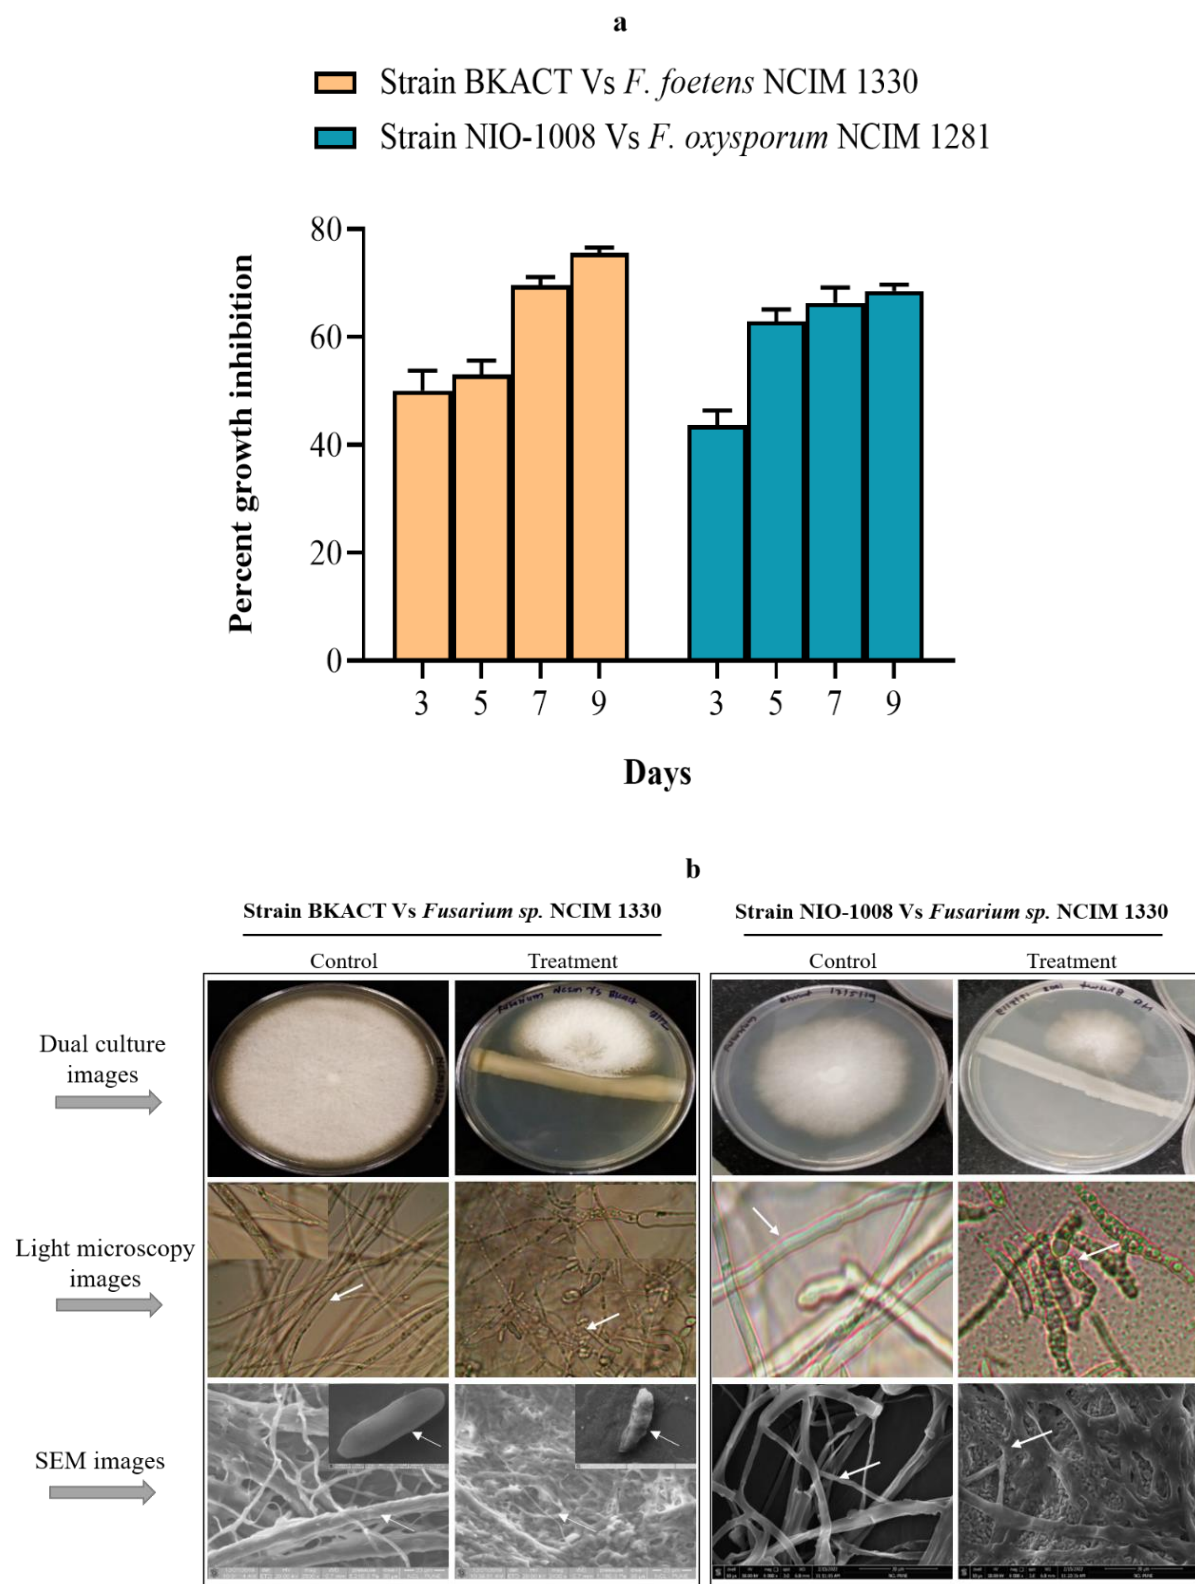 a
Strain BKACT Vs F. foetens NCIM 1330
Strain NIO-1008 Vs F. oxysporum NCIM 1281
Percent growth inhibition
80
60
40
20
0
3 5 7 9 3 5 7 9
Days
b
Strain BKACT Vs Fusarium sp. NCIM 1330
Strain NIO-1008 Vs Fusarium sp. NCIM 1330
Control Treatment Control Treatment
Dual culture
images
Light microscopy
images
SEM images